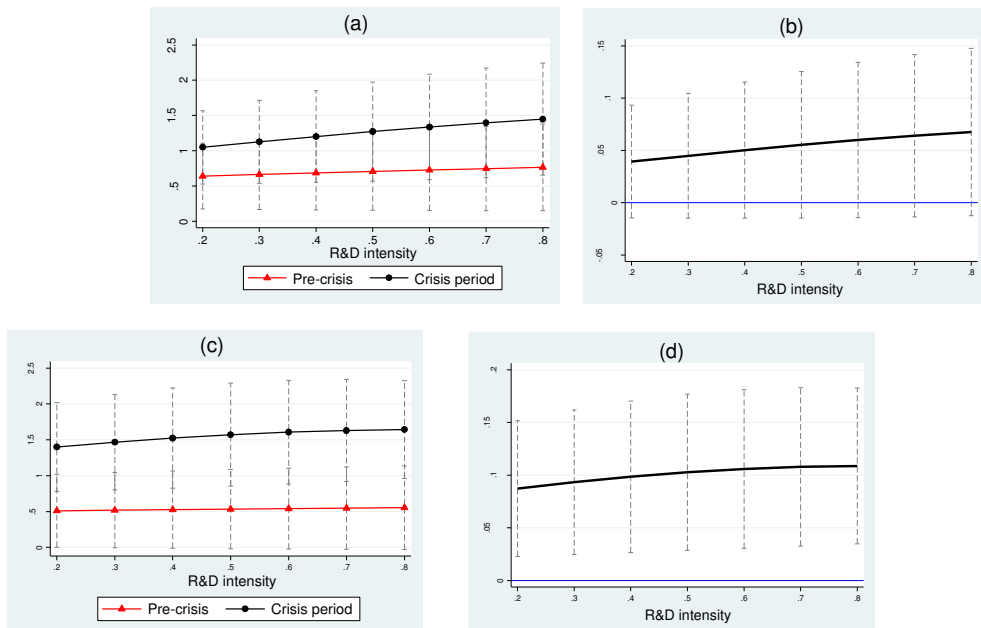 (a)
2.5
2
1.5
1
.5
0
.2 .3 .4 .5 .6 .7 .8
R&D intensity
Pre-crisis Crisis period
(b)
.15
.1
.05
0
-.05
.2 .3 .4 .5 .6 .7 .8
R&D intensity
(c)
2.5
2
1.5
1
.5
0
.2 .3 .4 .5 .6 .7 .8
R&D intensity
Pre-crisis Crisis period
(d)
.2
.15
.1
.05
0
.2 .3 .4 .5 .6 .7 .8
R&D intensity